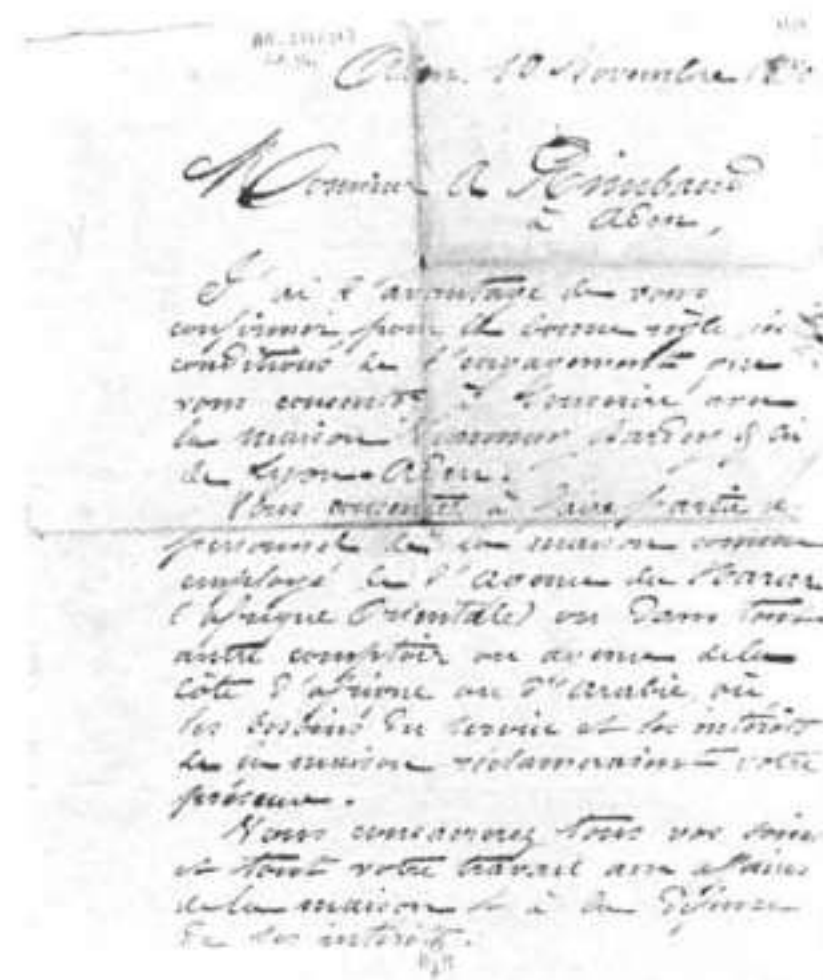 Aden, 10 Novembre 1880
Monsieur A Rimbaud
à Aden,
J'ai l'avantage de vous
confirmer pour la bonne règle, les
conditions de l'engagement que
vous consentez à souscrire avec
la maison Viannay Bardey & Cie
de Lyon-Aden.
Vous consentez à faire partie du
personnel de la maison comme
employé de l'agence du Harar
(Afrique Orientale) ou dans tout
autre comptoir ou agence de la
côte d'Afrique ou d'Arabie, où
les besoins du service et les intérêts
de la maison réclameraient votre
présence.
Vous consacrerez tous vos soins
et tout votre travail aux affaires
de la maison et à la défense
de ses intérêts.